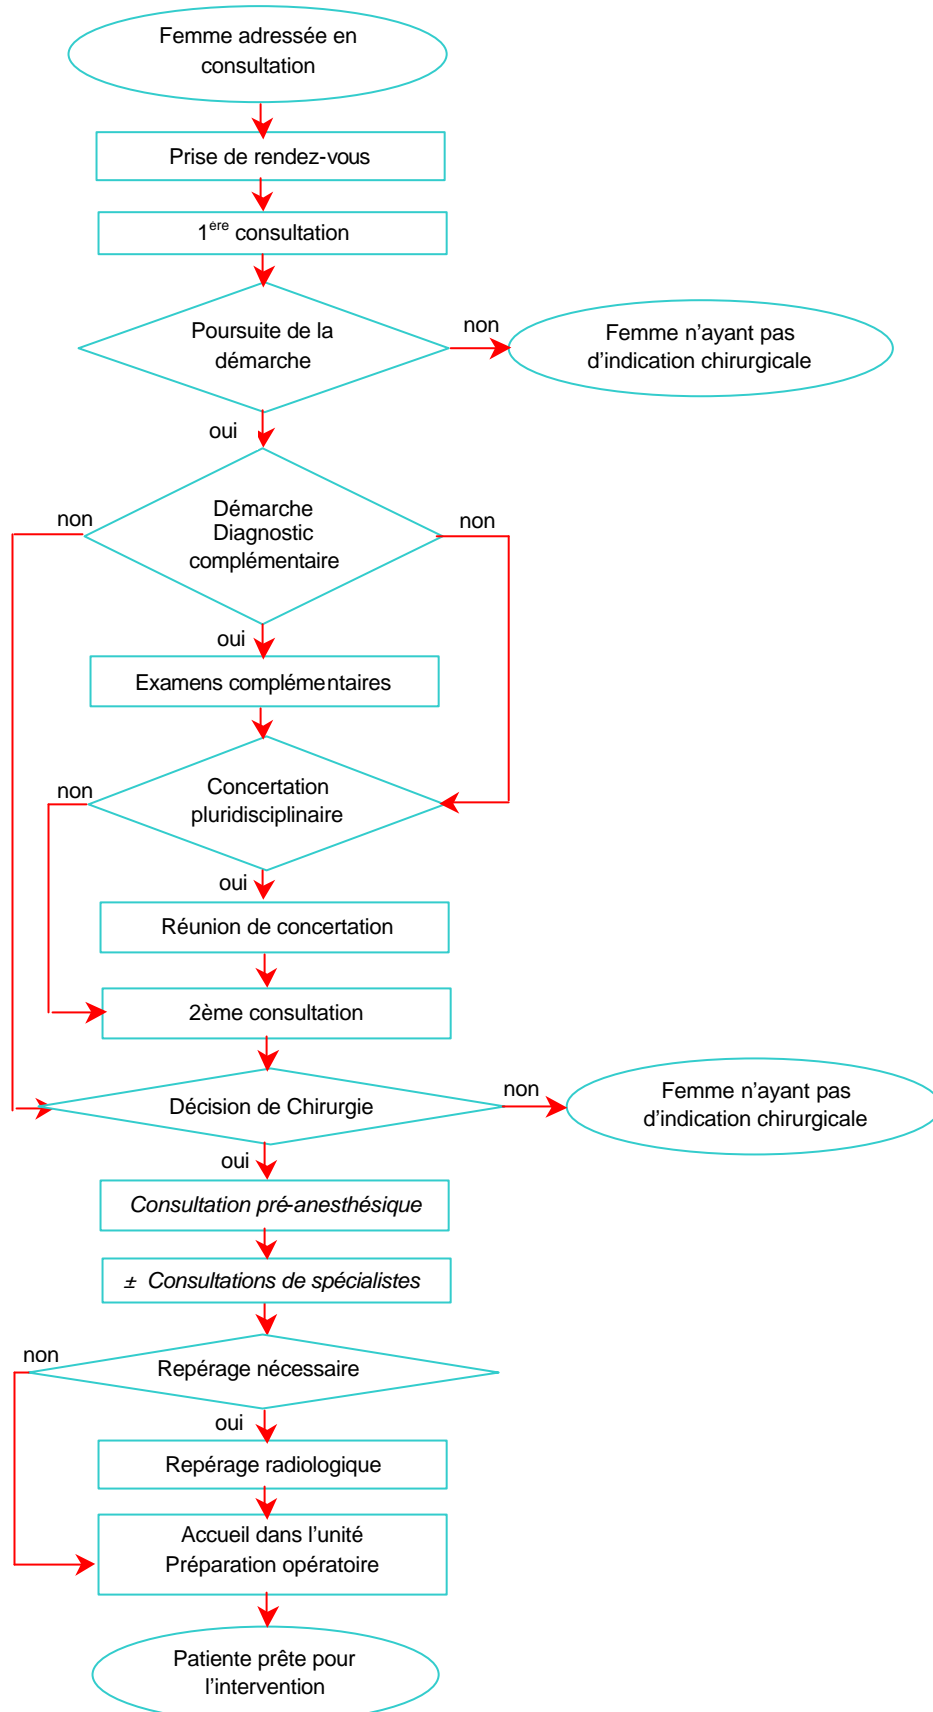 Femme adressée en
consultation
Prise de rendez-vous
1ère consultation
Poursuite de la
démarche
non
Femme n'ayant pas
d'indication chirurgicale
oui
non
Démarche
Diagnostic
complémentaire
non
oui
Examens complémentaires
non
Concertation
pluridisciplinaire
oui
Réunion de concertation
2ème consultation
Décision de Chirurgie
non
Femme n'ayant pas
d'indication chirurgicale
oui
Consultation pré-anesthésique
± Consultations de spécialistes
non
Repérage nécessaire
oui
Repérage radiologique
Accueil dans l'unité
Préparation opératoire
Patiente prête pour
l'intervention